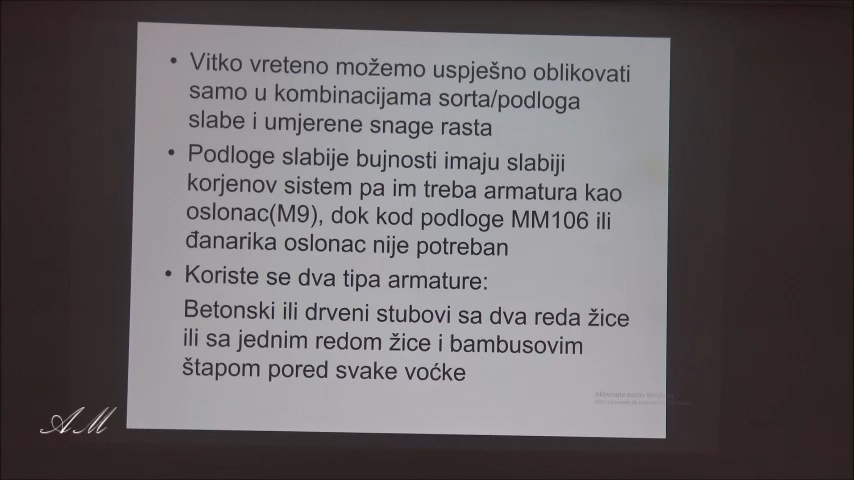 • Vitko vreteno možemo uspješno oblikovati
samo u kombinacijama sorta/podloga
slabe i umjerene snage rasta
• Podloge slabije bujnosti imaju slabiji
korjenov sistem pa im treba armatura kao
oslonac(M9), dok kod podloge MM106 ili
đanarika oslonac nije potreban
• Koriste se dva tipa armature:
Betonski ili drveni stubovi sa dva reda žice
ili sa jednim redom žice i bambusovim
štapom pored svake voćke
AM